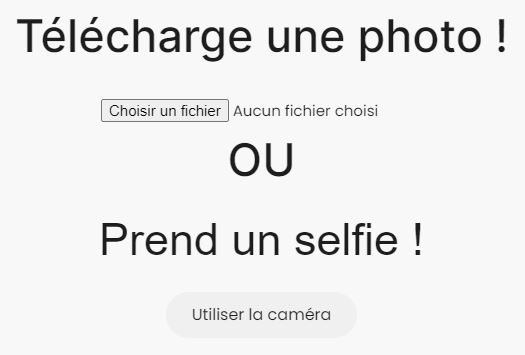 Télécharge une photo !
Choisir un fichier Aucun fichier choisi
OU
Prend un selfie !
Utiliser la caméra